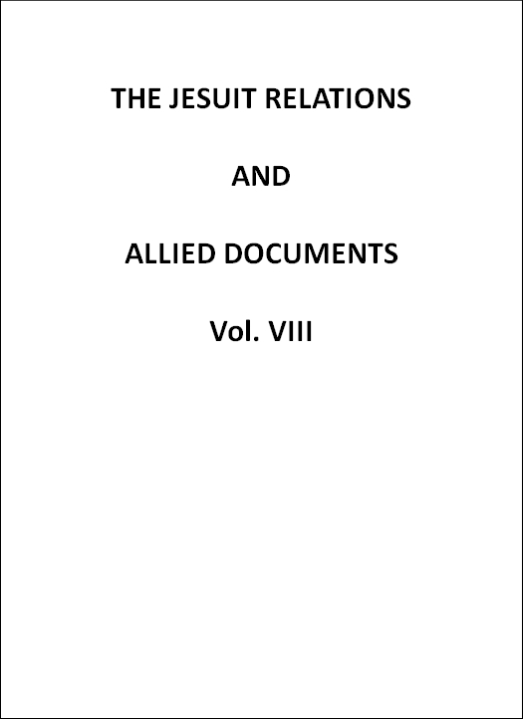 THE JESUIT RELATIONS
AND
ALLIED DOCUMENTS
Vol. VIII